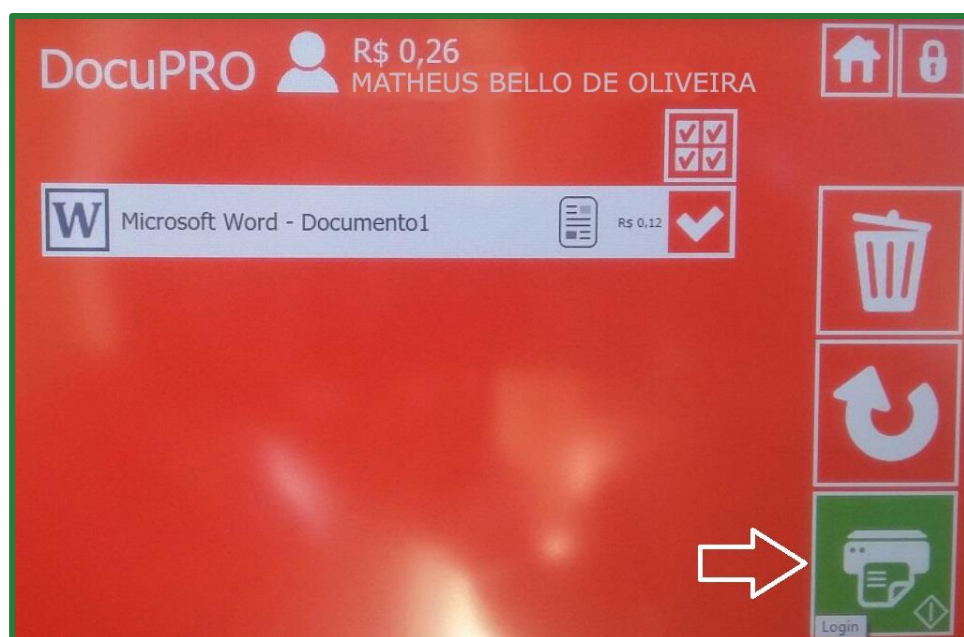 DocuPRO
R$ 0,26
MATHEUS BELLO DE OLIVEIRA
W
Microsoft Word - Documento1
R$ 0,12
Login